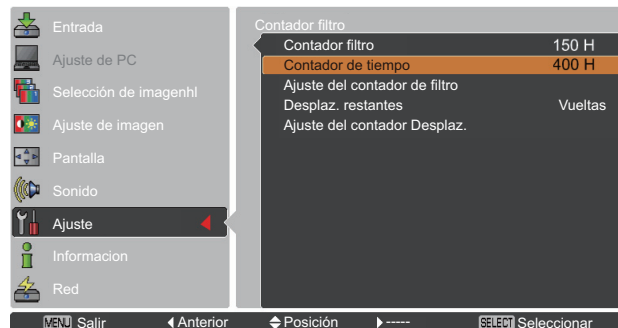 Entrada
Ajuste de PC
Selección de imagenhl
Ajuste de imagen
Pantalla
Sonido
Ajuste
Informacion
Red
Contador filtro
Contador filtro 150 H
Contador de tiempo 400 H
Ajuste del contador de filtro
Desplaz. restantes Vueltas
Ajuste del contador Desplaz.
MENU Salir Anterior Posición ----- SELECT Seleccionar